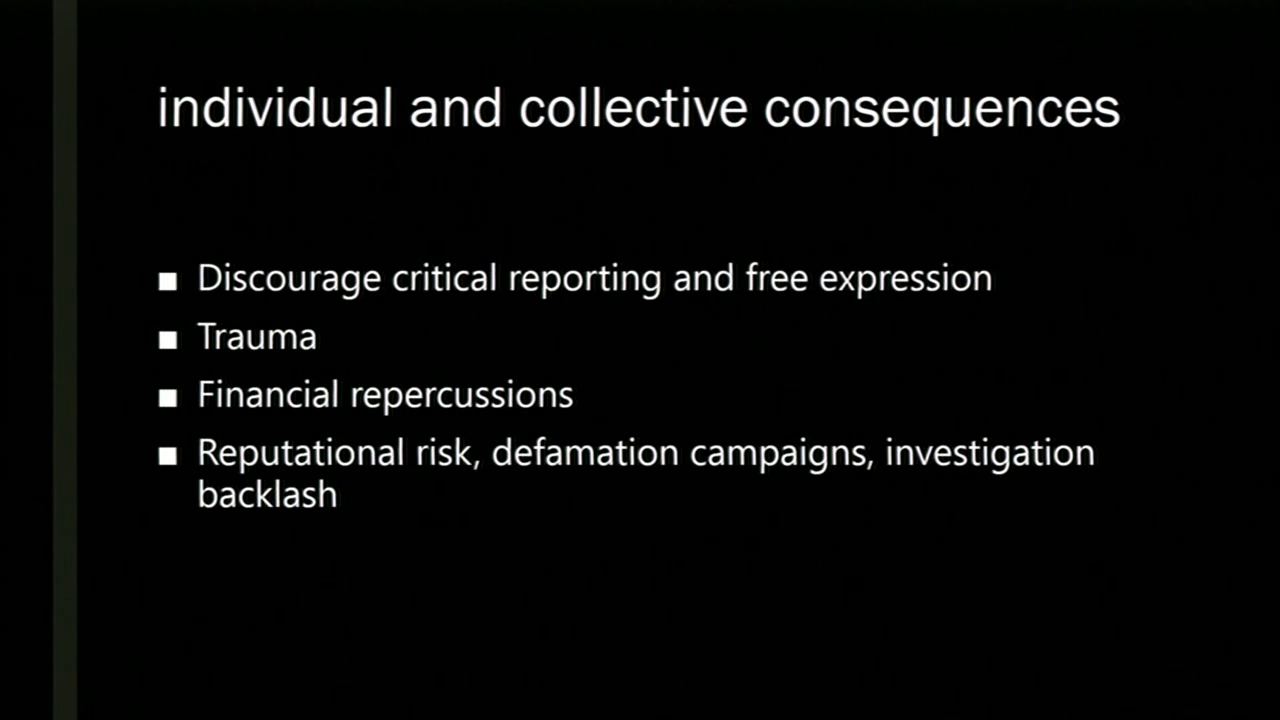 individual and collective consequences
■ Discourage critical reporting and free expression
■ Trauma
■ Financial repercussions
■ Reputational risk, defamation campaigns, investigation
backlash